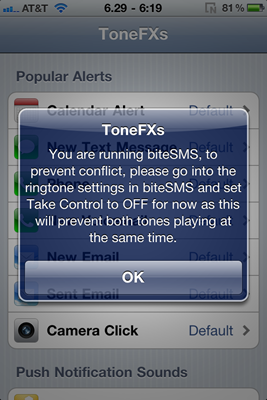 ...AT&T 6.29 - 6:19 81%
ToneFXs
Popular Alerts
Calendar Alert Default
ToneFXs
New Text Message
You are running biteSMS, to
prevent conflict, please go into the
ringtone settings in biteSMS and set
Take Control to OFF for now as this
will prevent both tones playing at
the same time.
New Email
OK
Sent Email Default
Camera Click Default
Push Notification Sounds